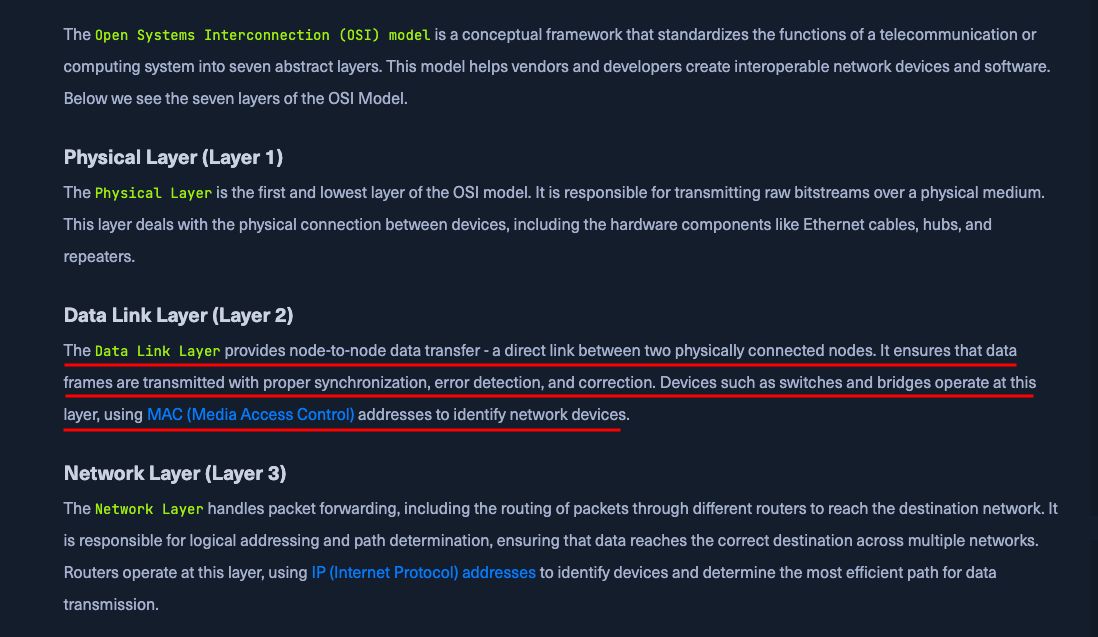 The Open Systems Interconnection (OSI) model is a conceptual framework that standardizes the functions of a telecommunication or
computing system into seven abstract layers. This model helps vendors and developers create interoperable network devices and software.
Below we see the seven layers of the OSI Model.
Physical Layer (Layer 1)
The Physical Layer is the first and lowest layer of the OSI model. It is responsible for transmitting raw bitstreams over a physical medium.
This layer deals with the physical connection between devices, including the hardware components like Ethernet cables, hubs, and
repeaters.
Data Link Layer (Layer 2)
The Data Link Layer provides node-to-node data transfer - a direct link between two physically connected nodes. It ensures that data
frames are transmitted with proper synchronization, error detection, and correction. Devices such as switches and bridges operate at this
layer, using MAC (Media Access Control) addresses to identify network devices.
Network Layer (Layer 3)
The Network Layer handles packet forwarding, including the routing of packets through different routers to reach the destination network. It
is responsible for logical addressing and path determination, ensuring that data reaches the correct destination across multiple networks.
Routers operate at this layer, using IP (Internet Protocol) addresses to identify devices and determine the most efficient path for data
transmission.